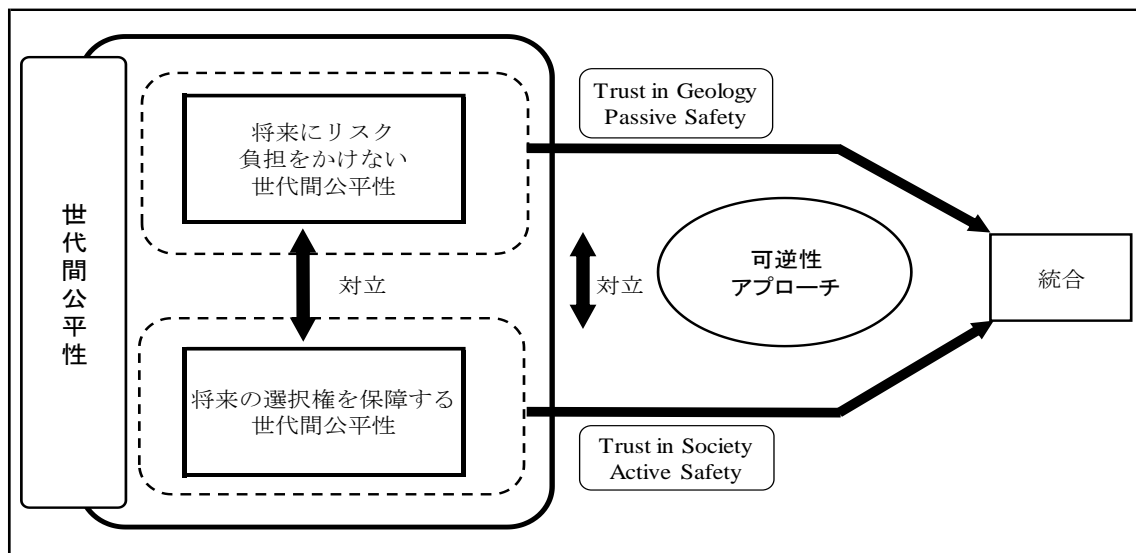 世代間公平性
将来にリスク
負担をかけない
世代間公平性
対立
将来の選択権を保障する
世代間公平性
Trust in Geology
Passive Safety
対立
可逆性
アプローチ
Trust in Society
Active Safety
統合